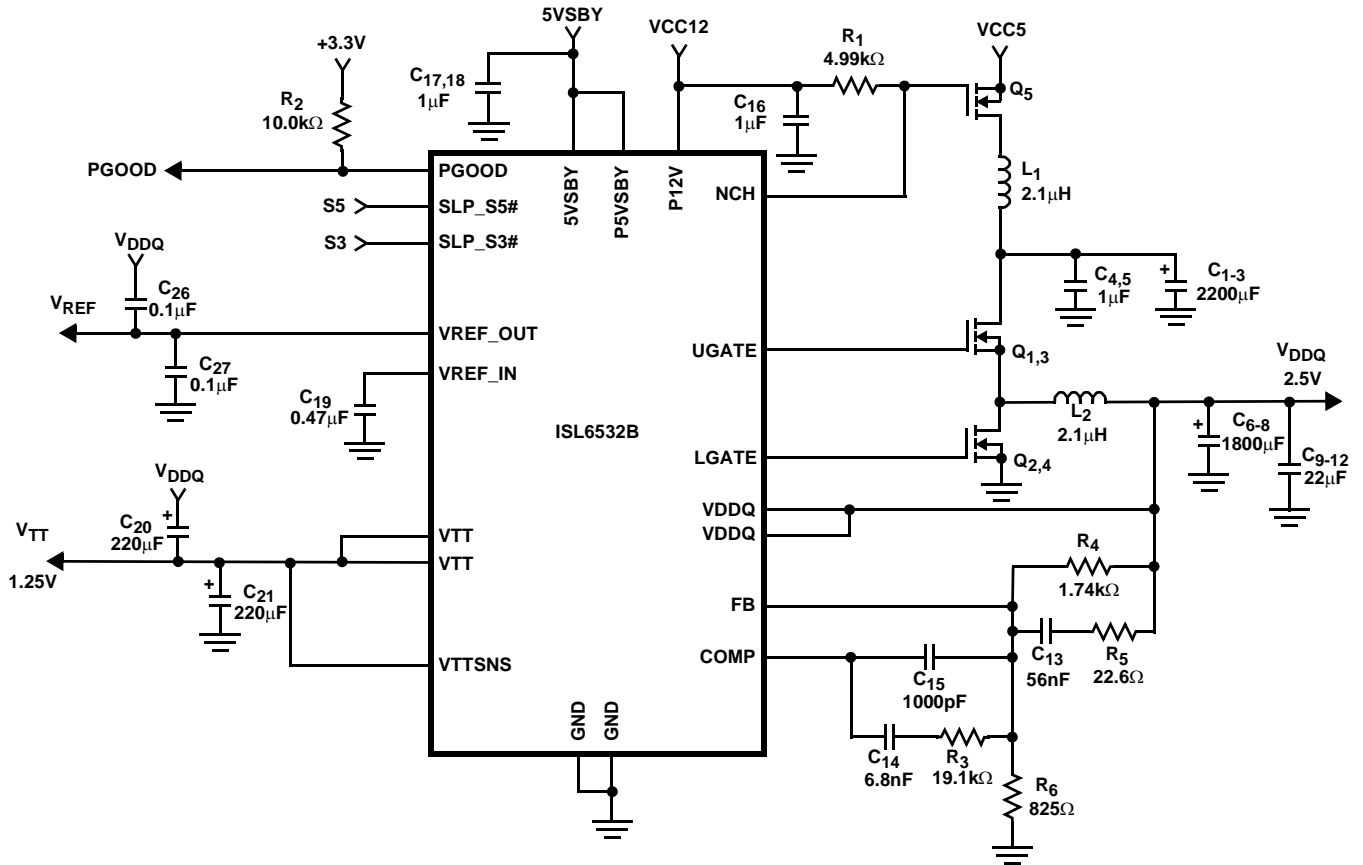 5VSBY
VCC12
VCC5
+3.3V
R1
4.99kΩ
C17,18
1μF
R2
10.0kΩ
C16
1μF
Q5
PGOOD
PGOOD
5VSBY
P5VSBY
P12V
NCH
L1
2.1μH
S5
SLP_S5#
S3
SLP_S3#
VDDQ
C26
0.1μF
VREF
VREF_OUT
C4,5
1μF
C1-3
2200μF
+
C27
0.1μF
VREF_IN
UGATE
Q1,3
VDDQ
2.5V
C19
0.47μF
ISL6532B
L2
2.1μH
+
C6-8
1800μF
LGATE
Q2,4
C9-12
22μF
VDDQ
VDDQ
VDDQ
C20
220μF
+
VTT
1.25V
VTT
VTT
R4
1.74kΩ
+
C21
220μF
FB
C13
56nF
R5
22.6Ω
COMP
VTTSNS
C15
1000pF
GND
GND
C14
6.8nF
R3
19.1kΩ
R6
825Ω